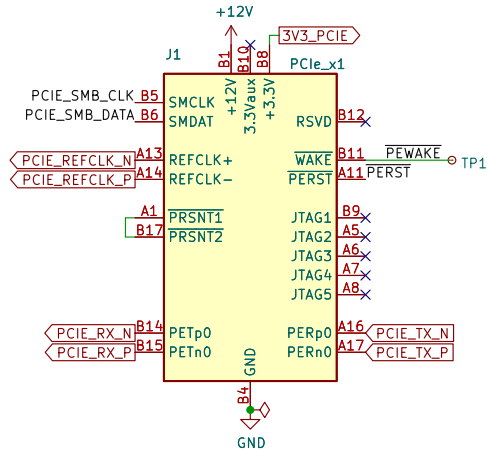 +12V
3V3_PCIE
J1
B1
B10
B8
PCIe_x1
+12V
3.3Vaux
+3.3V
PCIE_SMB_CLK B5 SMCLK
PCIE_SMB_DATA B6 SMDAT
RSVD B12
PCIE_REFCLK_N A13 REFCLK+
WAKE B11 PEWAKE TP1
PCIE_REFCLK_P A14 REFCLK-
PERST A11 PERST
A1 PRSNT1
JTAG1 B9
B17 PRSNT2
JTAG2 A5
JTAG3 A6
JTAG4 A7
JTAG5 A8
PCIE_RX_N B14 PETp0
PERp0 A16 PCIE_TX_N
PCIE_RX_P B15 PETn0
PERn0 A17 PCIE_TX_P
GND
B4
GND